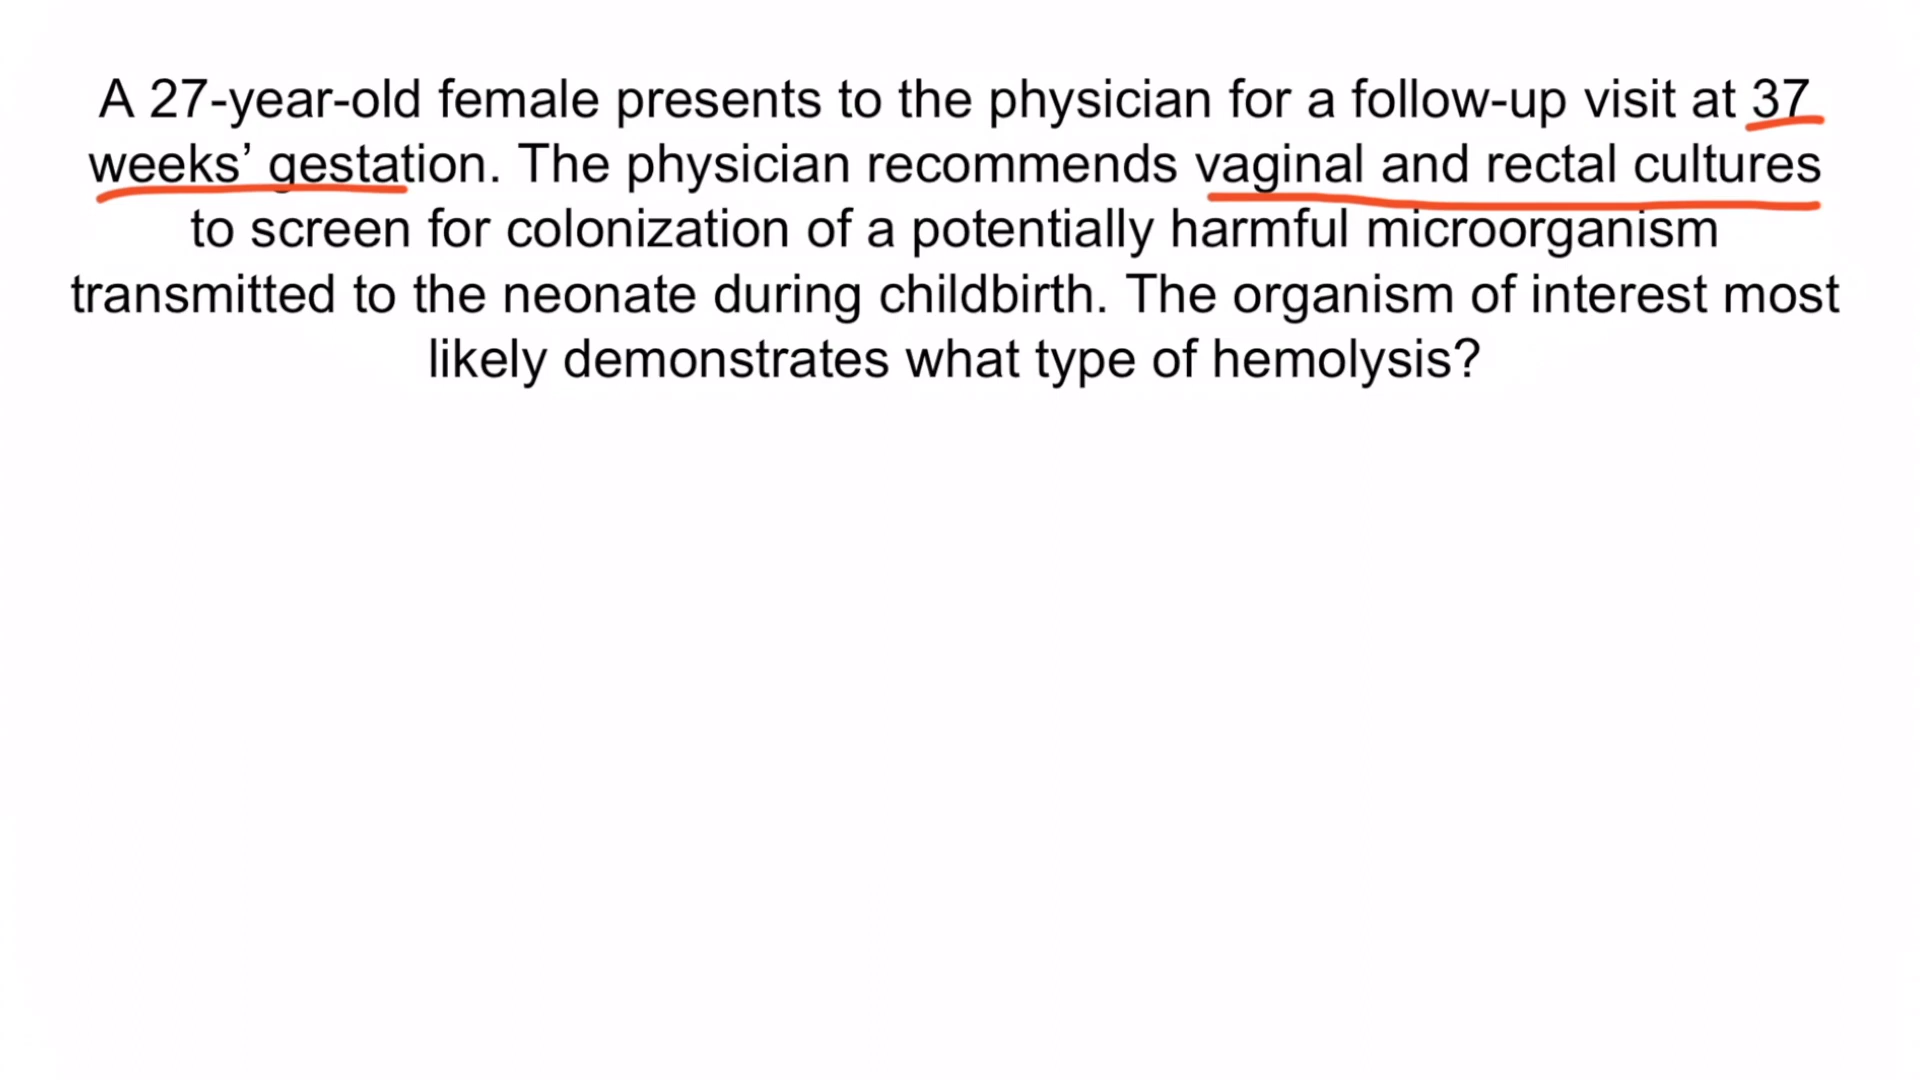 A 27-year-old female presents to the physician for a follow-up visit at 37
weeks’ gestation. The physician recommends vaginal and rectal cultures
to screen for colonization of a potentially harmful microorganism
transmitted to the neonate during childbirth. The organism of interest most
likely demonstrates what type of hemolysis?